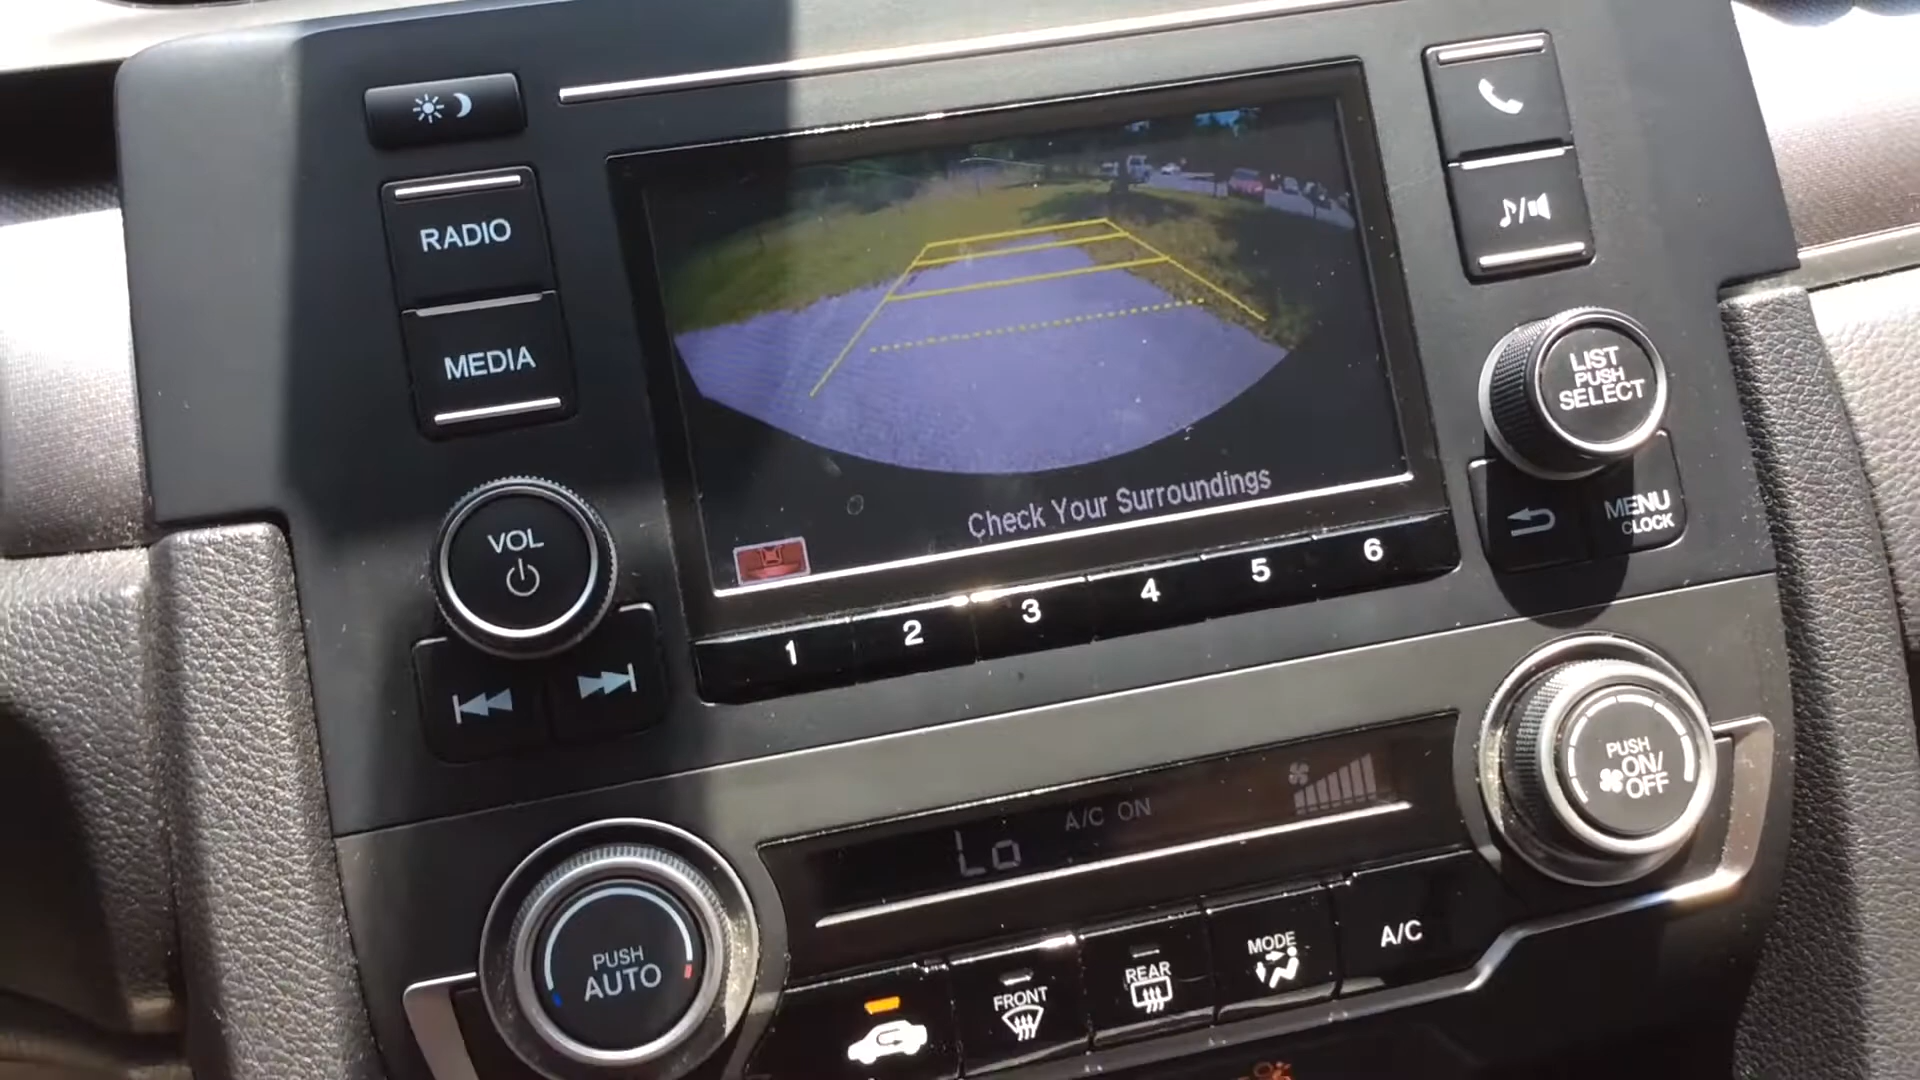 RADIO
MEDIA
VOL
Check Your Surroundings
1 2 3 4 5 6
LIST
PUSH
SELECT
MENU
CLOCK
PUSH
ON/
OFF
A/C ON
Lo
PUSH
AUTO
FRONT
REAR
MODE
A/C